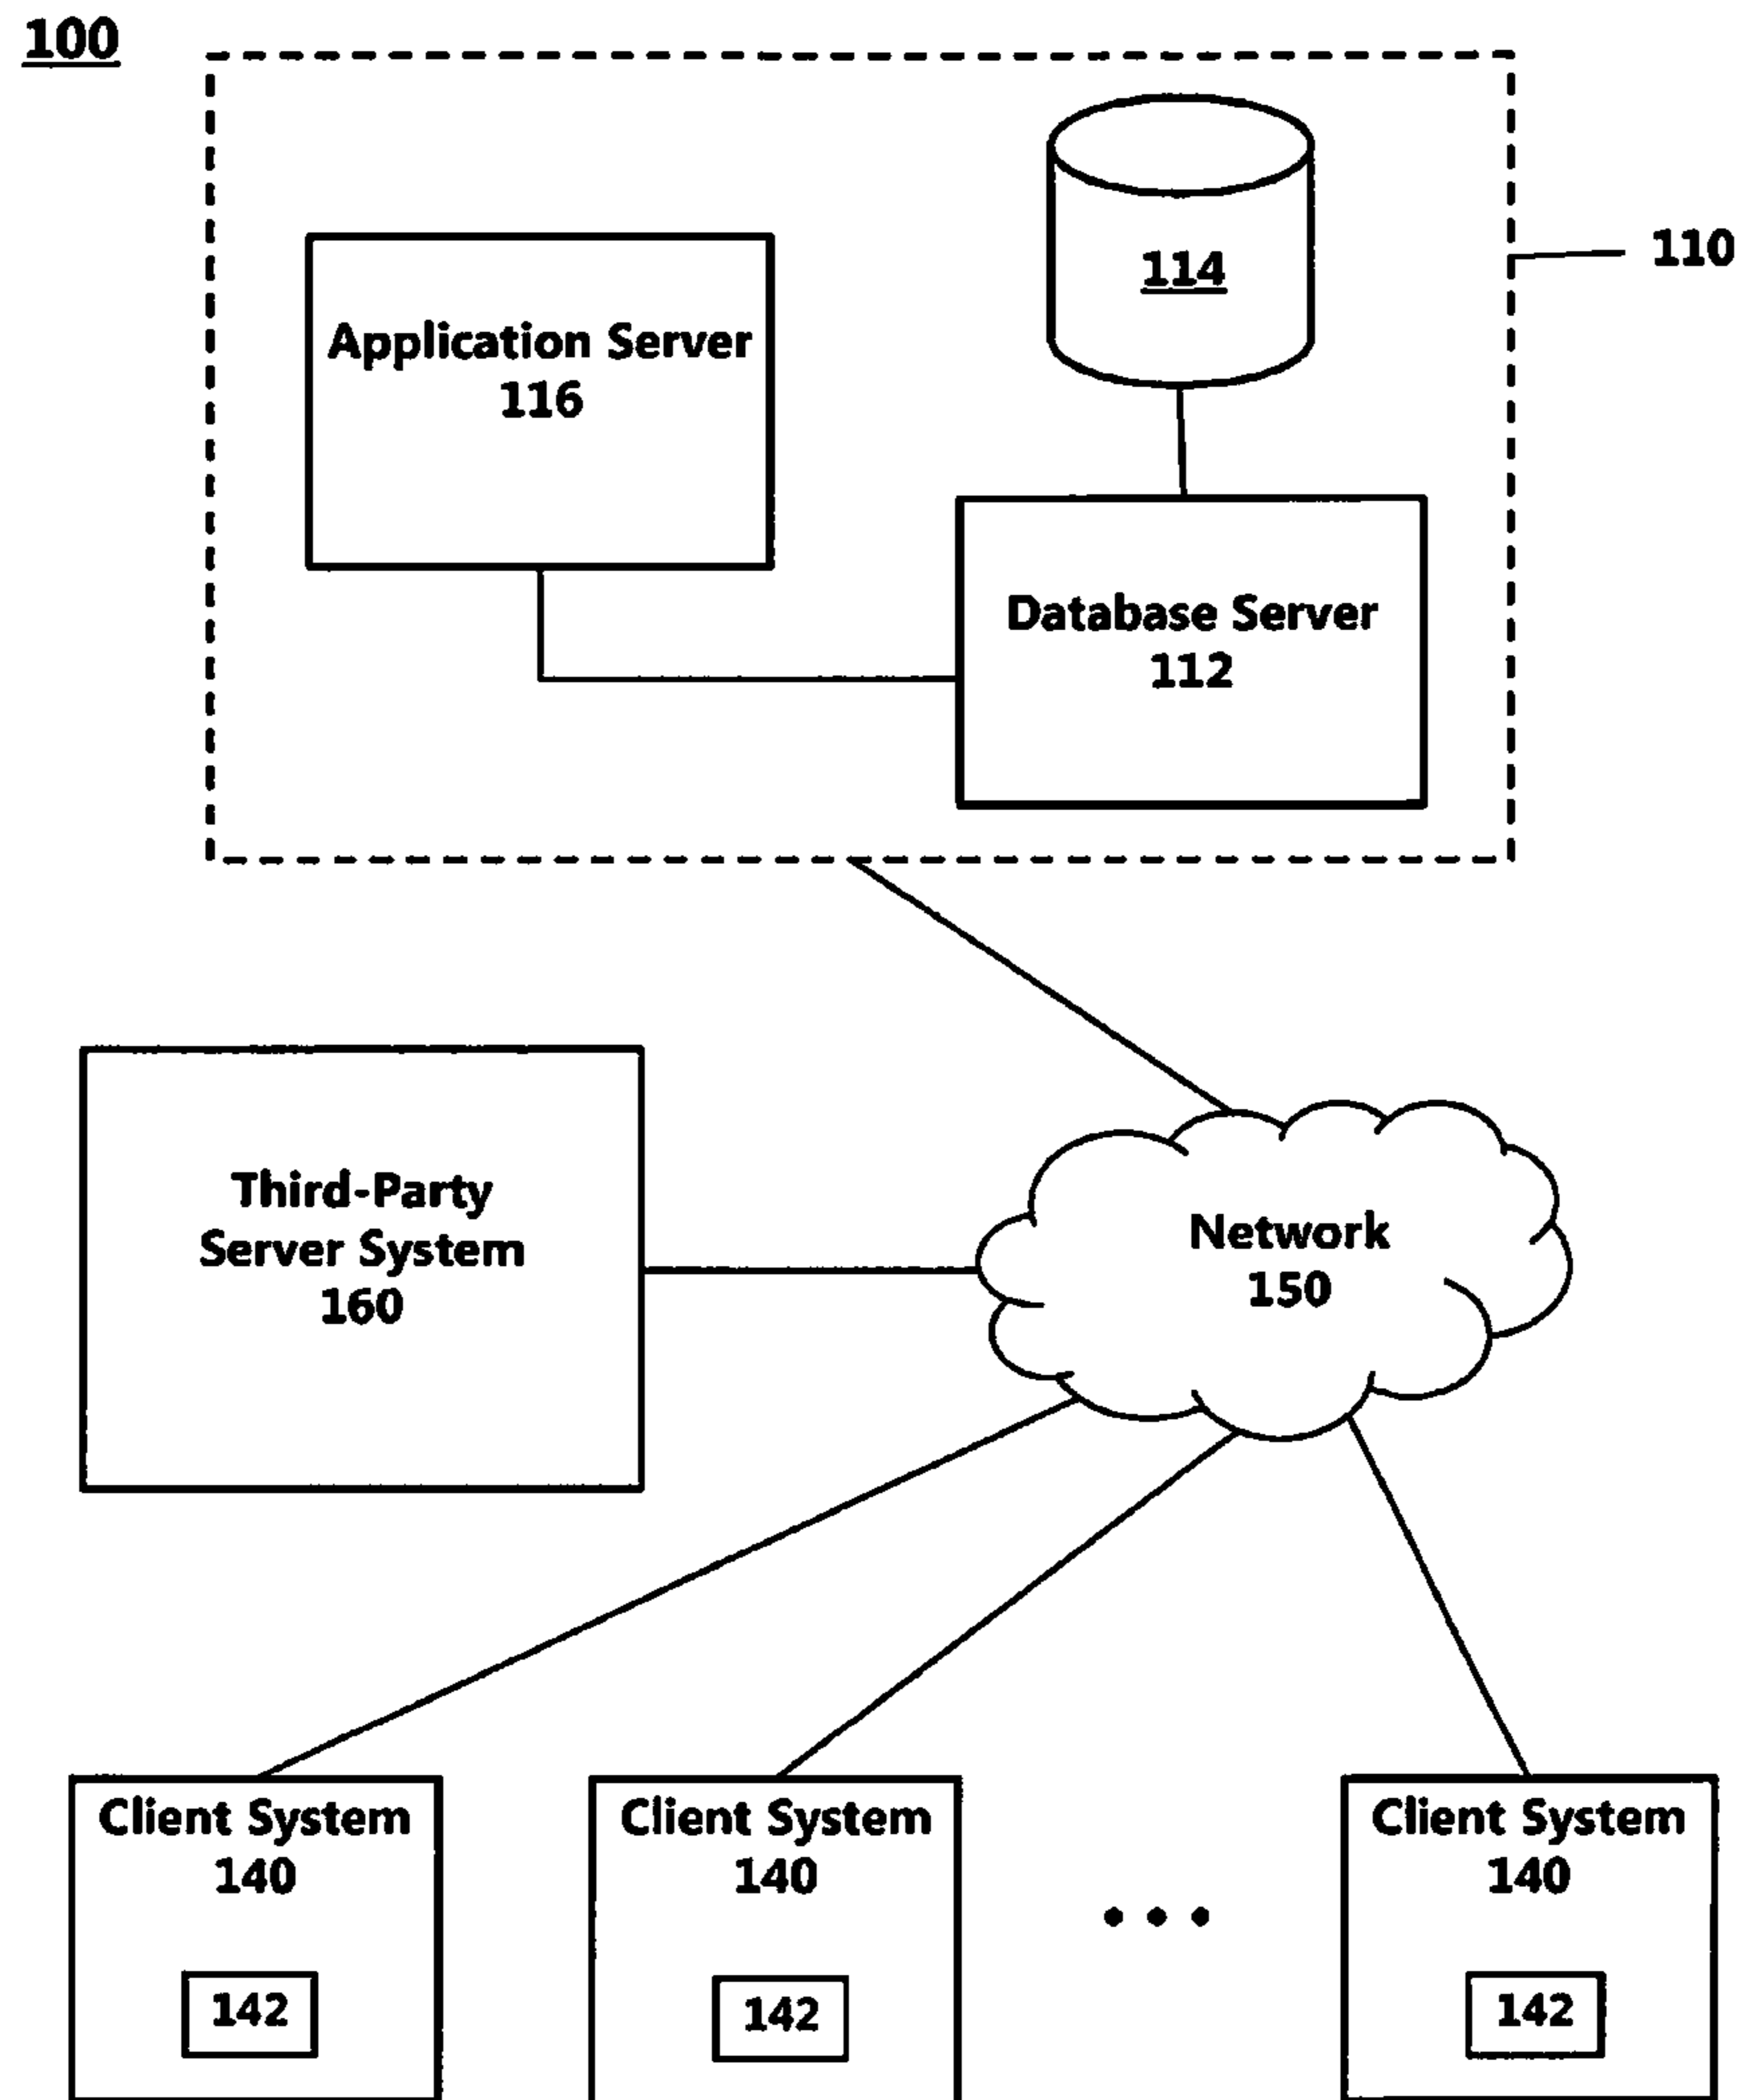 100
110
114
Application Server
116
Database Server
112
Third-Party
Server System
160
Network
150
Client System
140
142
Client System
140
142
• • •
Client System
140
142